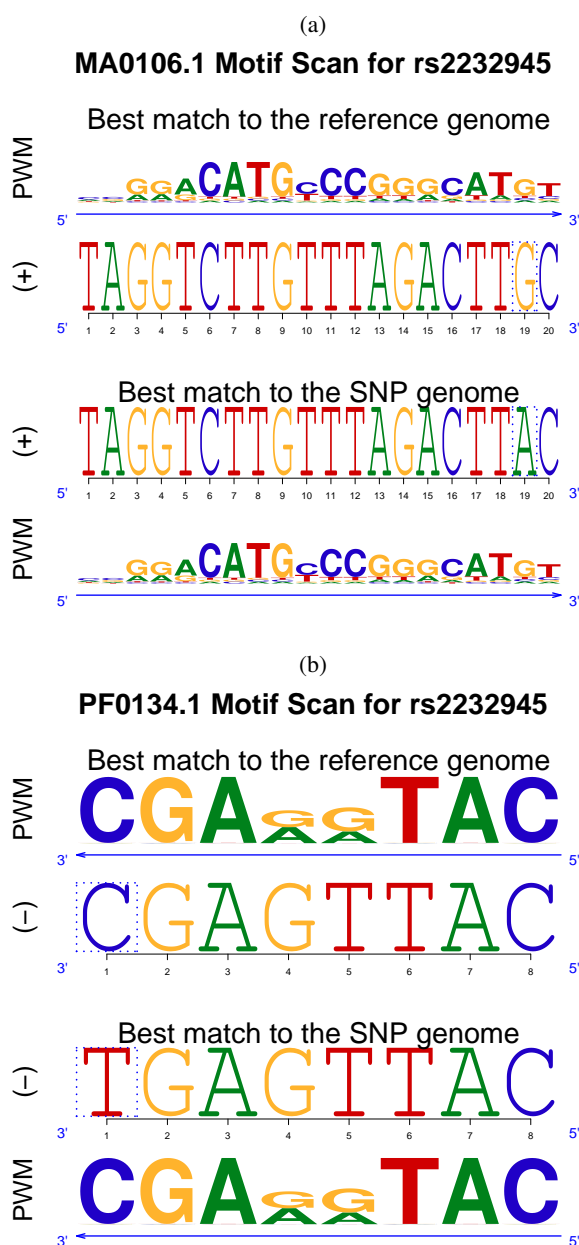 (a)
MA0106.1 Motif Scan for rs2232945
Best match to the reference genome
PWM
GGACATGCCCGGGCATGT
5' 3'
(+)
TAGGTCTTGTTTAGACTTGC
5' 3'
1 2 3 4 5 6 7 8 9 10 11 12 13 14 15 16 17 18 19 20
Best match to the SNP genome
(+)
TAGGTCTTGTTTAGACTTAC
5' 3'
1 2 3 4 5 6 7 8 9 10 11 12 13 14 15 16 17 18 19 20
PWM
GGACATGCCCGGGCATGT
5' 3'
(b)
PF0134.1 Motif Scan for rs2232945
Best match to the reference genome
PWM
CGAGGTAC
AA
3' 5'
(−)
CGAGTTAC
3' 5'
1 2 3 4 5 6 7 8
Best match to the SNP genome
(−)
TGAGTTAC
3' 5'
1 2 3 4 5 6 7 8
PWM
CGAGGTAC
AA
3' 5'